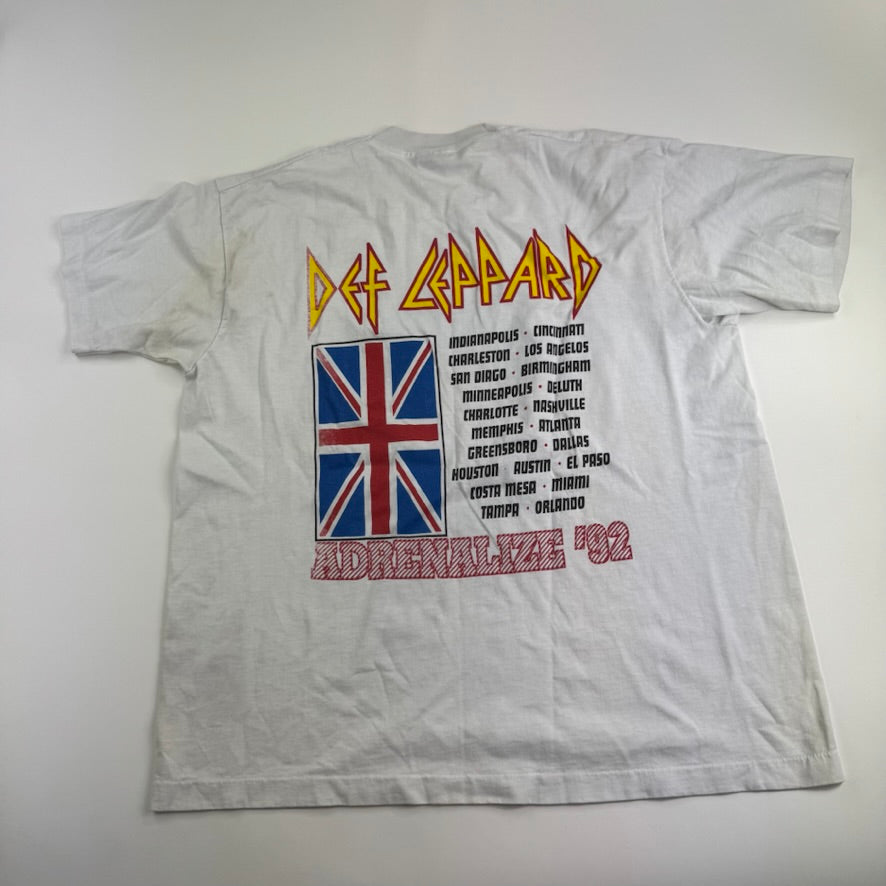 DEF LEPPARD
INDIANAPOLIS · CINCINNATI
CHARLESTON · LOS ANGELOS
SAN DIAGO · BIRMINGHAM
MINNEAPOLIS · DELUTH
CHARLOTTE · NASHVILLE
MEMPHIS · ATLANTA
GREENSBORO · DALLAS
HOUSTON · AUSTIN · EL PASO
COSTA MESA · MIAMI
TAMPA · ORLANDO
ADRENALIZE '92